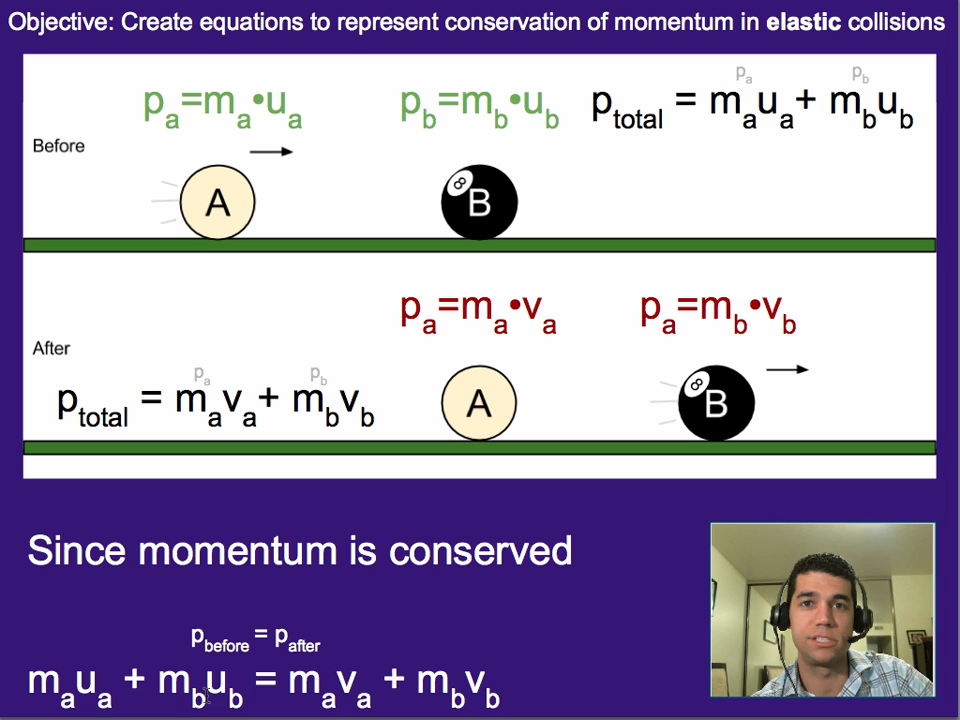 Objective: Create equations to represent conservation of momentum in elastic collisions
pₐ pb
pₐ=mₐ•uₐ pb=mb•ub ptotal = mₐuₐ+ mbub
Before
A 8 B
pₐ=mₐ•vₐ pₐ=mb•vb
After
pₐ pb
ptotal = mₐvₐ+ mbvb
A 8 B
Since momentum is conserved
pbefore = pafter
mₐuₐ + mbub = mₐvₐ + mbvb